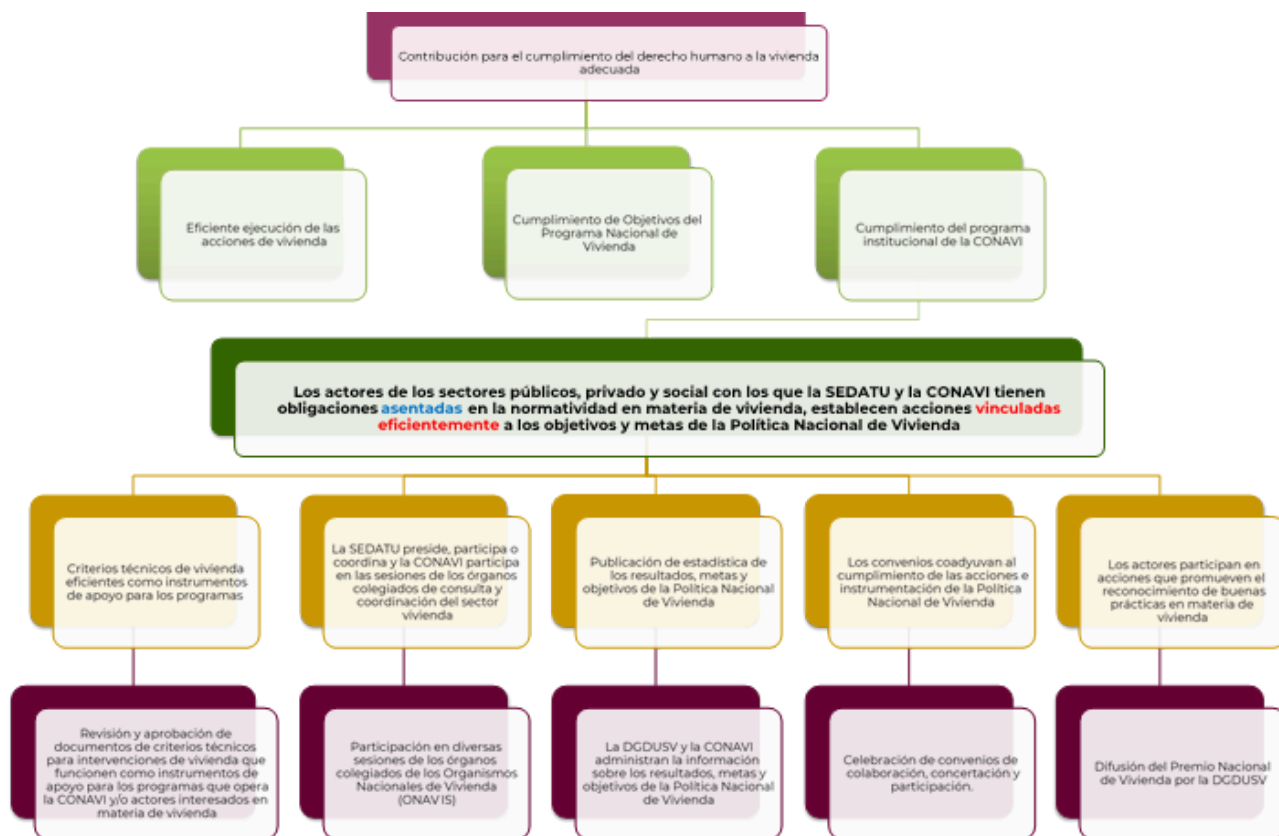 Contribución para el cumplimiento del derecho humano a la vivienda
adecuada
Eficiente ejecución de las
acciones de vivienda
Cumplimiento de Objetivos del
Programa Nacional de
Vivienda
Cumplimiento del programa
institucional de la CONAVI
Los actores de los sectores públicos, privado y social con los que la SEDATU y la CONAVI tienen
obligaciones asentadas en la normatividad en materia de vivienda, establecen acciones vinculadas
eficientemente a los objetivos y metas de la Política Nacional de Vivienda
Criterios técnicos de vivienda
eficientes como instrumentos
de apoyo para los programas
La SEDATU preside, participa o
coordina y la CONAVI participa
en las sesiones de los órganos
colegiados de consulta y
coordinación del sector
vivienda
Publicación de estadística de
los resultados, metas y
objetivos de la Política Nacional
de Vivienda
Los convenios coadyuvan al
cumplimiento de las acciones e
instrumentación de la Política
Nacional de Vivienda
Los actores participan en
acciones que promueven el
reconocimiento de buenas
prácticas en materia de
vivienda
Revisión y aprobación de
documentos de criterios técnicos
para intervenciones de vivienda que
funcionen como instrumentos de
apoyo para los programas que opera
la CONAVI y/o actores interesados en
materia de vivienda
Participación en diversas
sesiones de los órganos
colegiados de los Organismos
Nacionales de Vivienda
(ONAVIS)
La DGDUSV y la CONAVI
administran la información
sobre los resultados, metas y
objetivos de la Política Nacional
de Vivienda
Celebración de convenios de
colaboración, concertación y
participación.
Difusión del Premio Nacional
de Vivienda por la DGDUSV